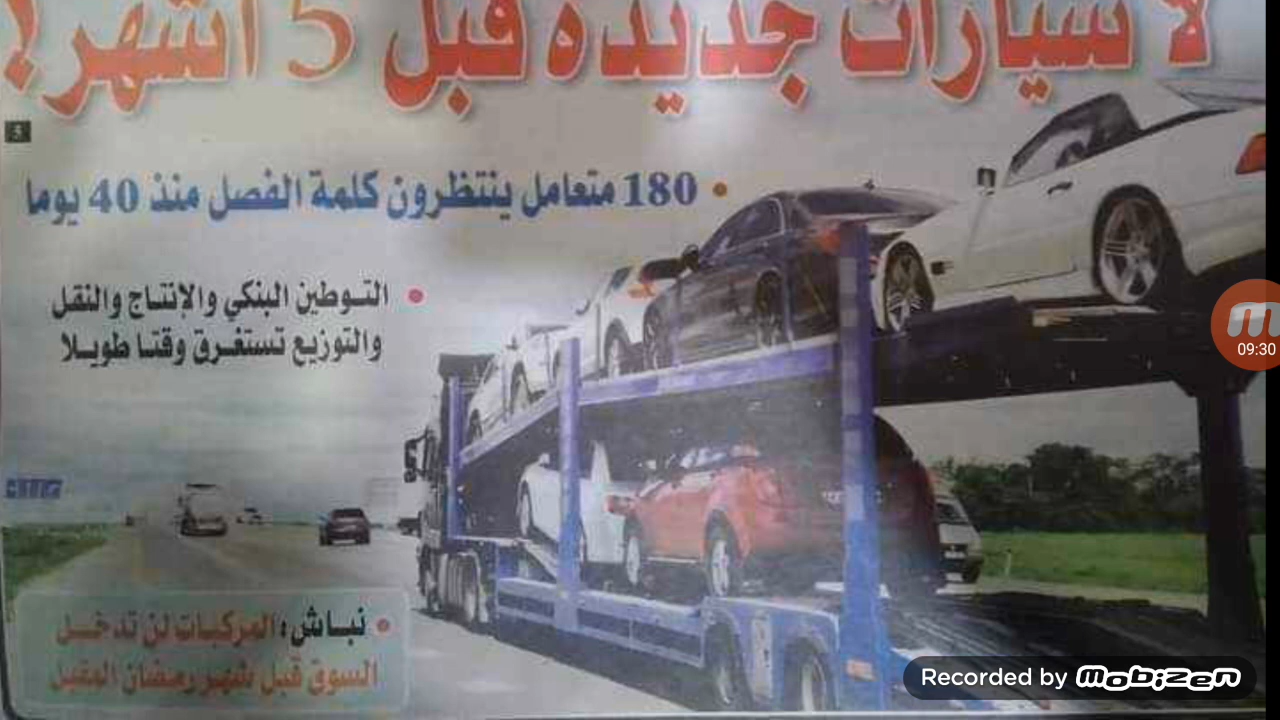 لا سيارات جديدة قبل 5 أشهر!
5
• 180 متعامل ينتظرون كلمة الفصل منذ 40 يوما
• التوطين البنكي والإنتاج والنقل
والتوزيع تستغرق وقتا طويلا
09:30
• نباش: المركبات لن تدخل
السوق قبل شهر رمضان المقبل
Recorded by Mobizen